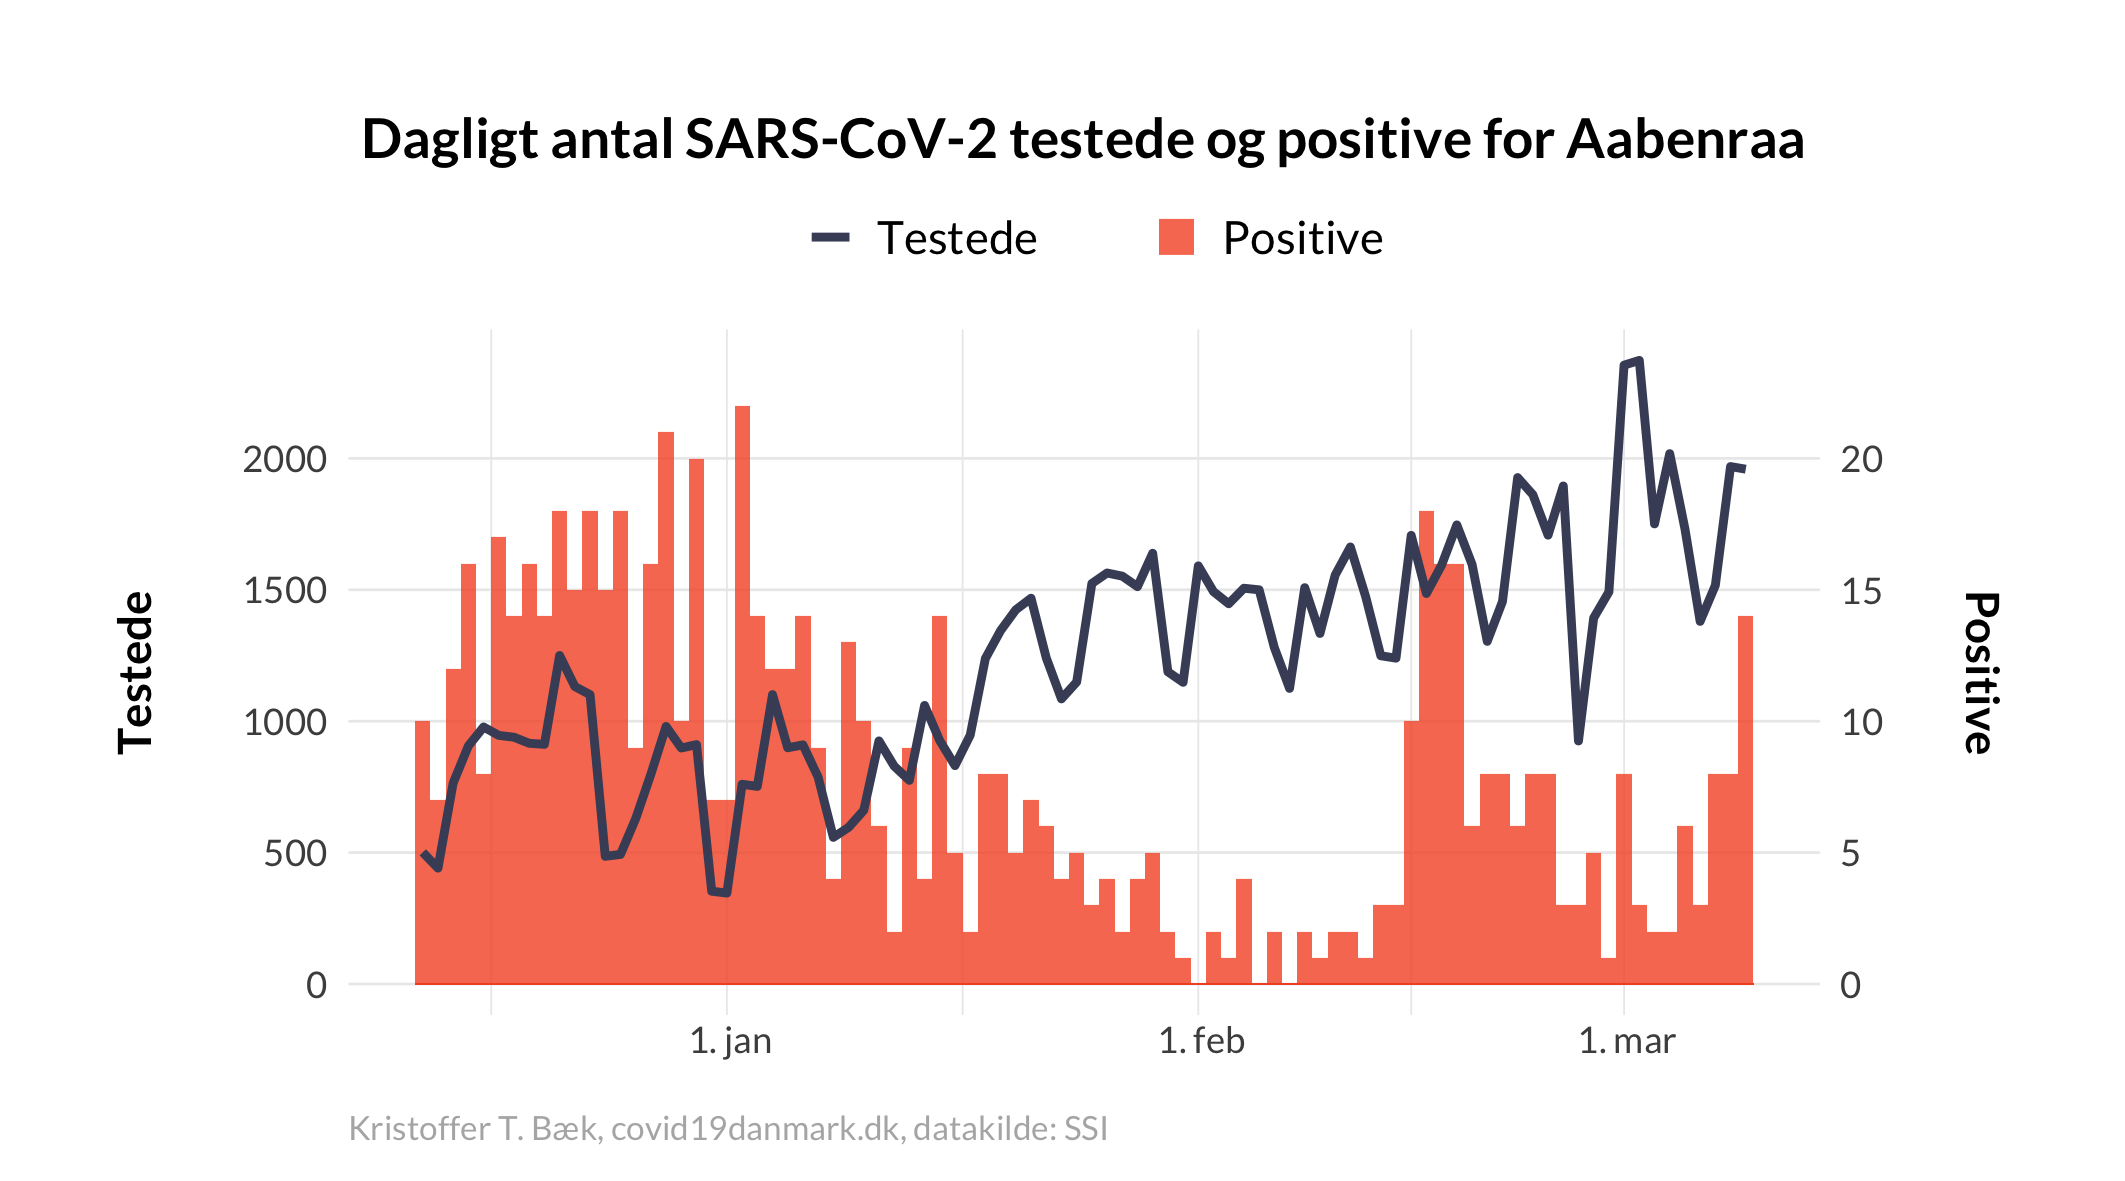 Dagligt antal SARS-CoV-2 testede og positive for Aabenraa
Testede Positive
2000 20
1500 15
1000 10
500 5
0 0
Testede
Positive
1. jan 1. feb 1. mar
Kristoffer T. Bæk, covid19danmark.dk, datakilde: SSI